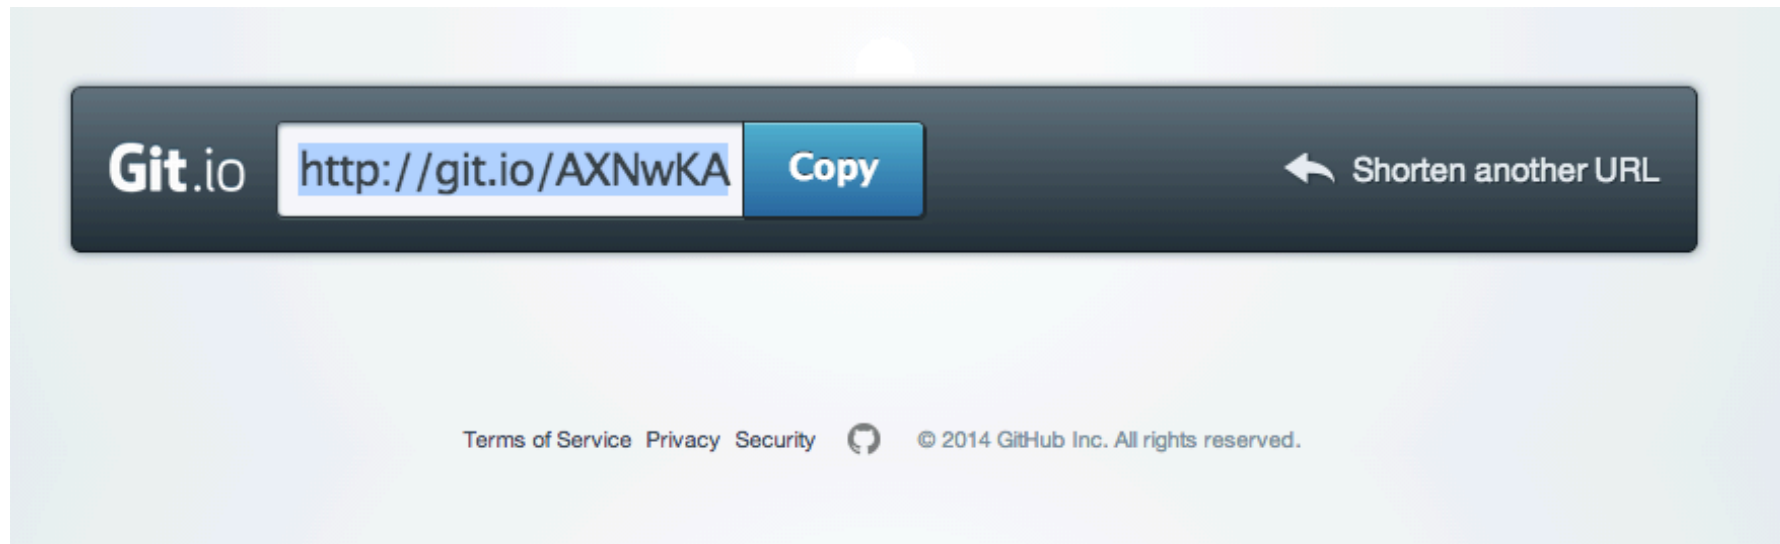 Git.io http://git.io/AXNwKA Copy Shorten another URL
Terms of Service Privacy Security © 2014 GitHub Inc. All rights reserved.